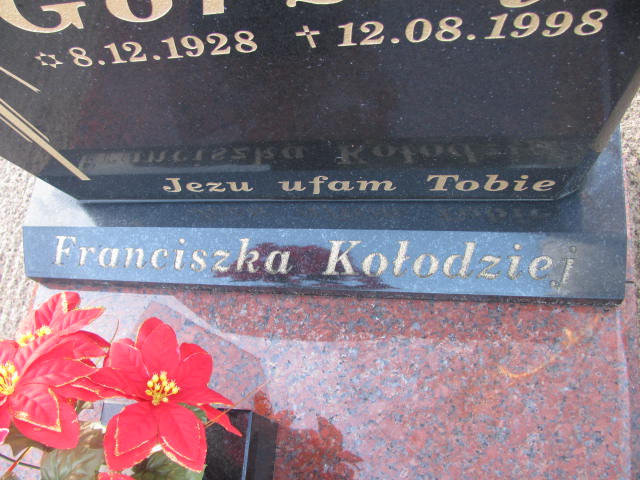 8.12.1928 † 12.08.1998
Jezu ufam Tobie
Franciszka Kołodziej